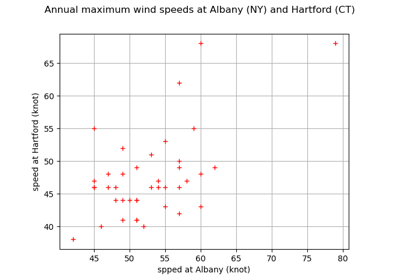 Annual maximum wind speeds at Albany (NY) and Hartford (CT)
speed at Hartford (knot)
65
60
55
50
45
40
45 50 55 60 65 70 75 80
spped at Albany (knot)